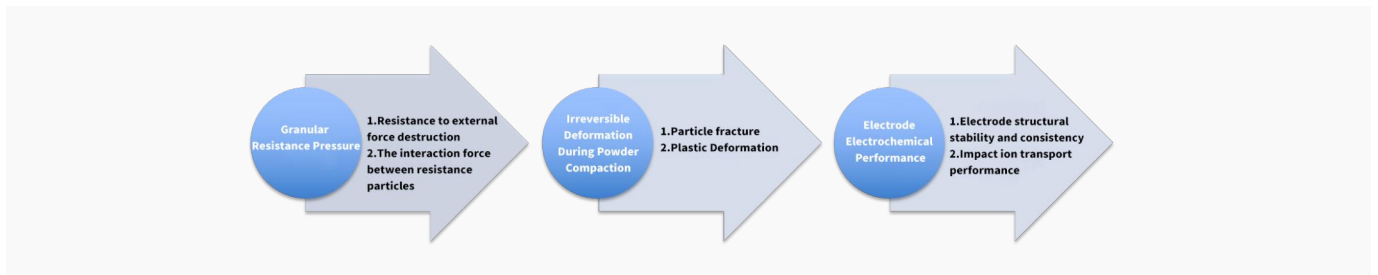 Granular
Resistance Pressure
1.Resistance to external
force destruction
2.The interaction force
between resistance
particles
Irreversible
Deformation
During Powder
Compaction
1.Particle fracture
2.Plastic Deformation
Electrode
Electrochemical
Performance
1.Electrode structural
stability and consistency
2.Impact ion transport
performance